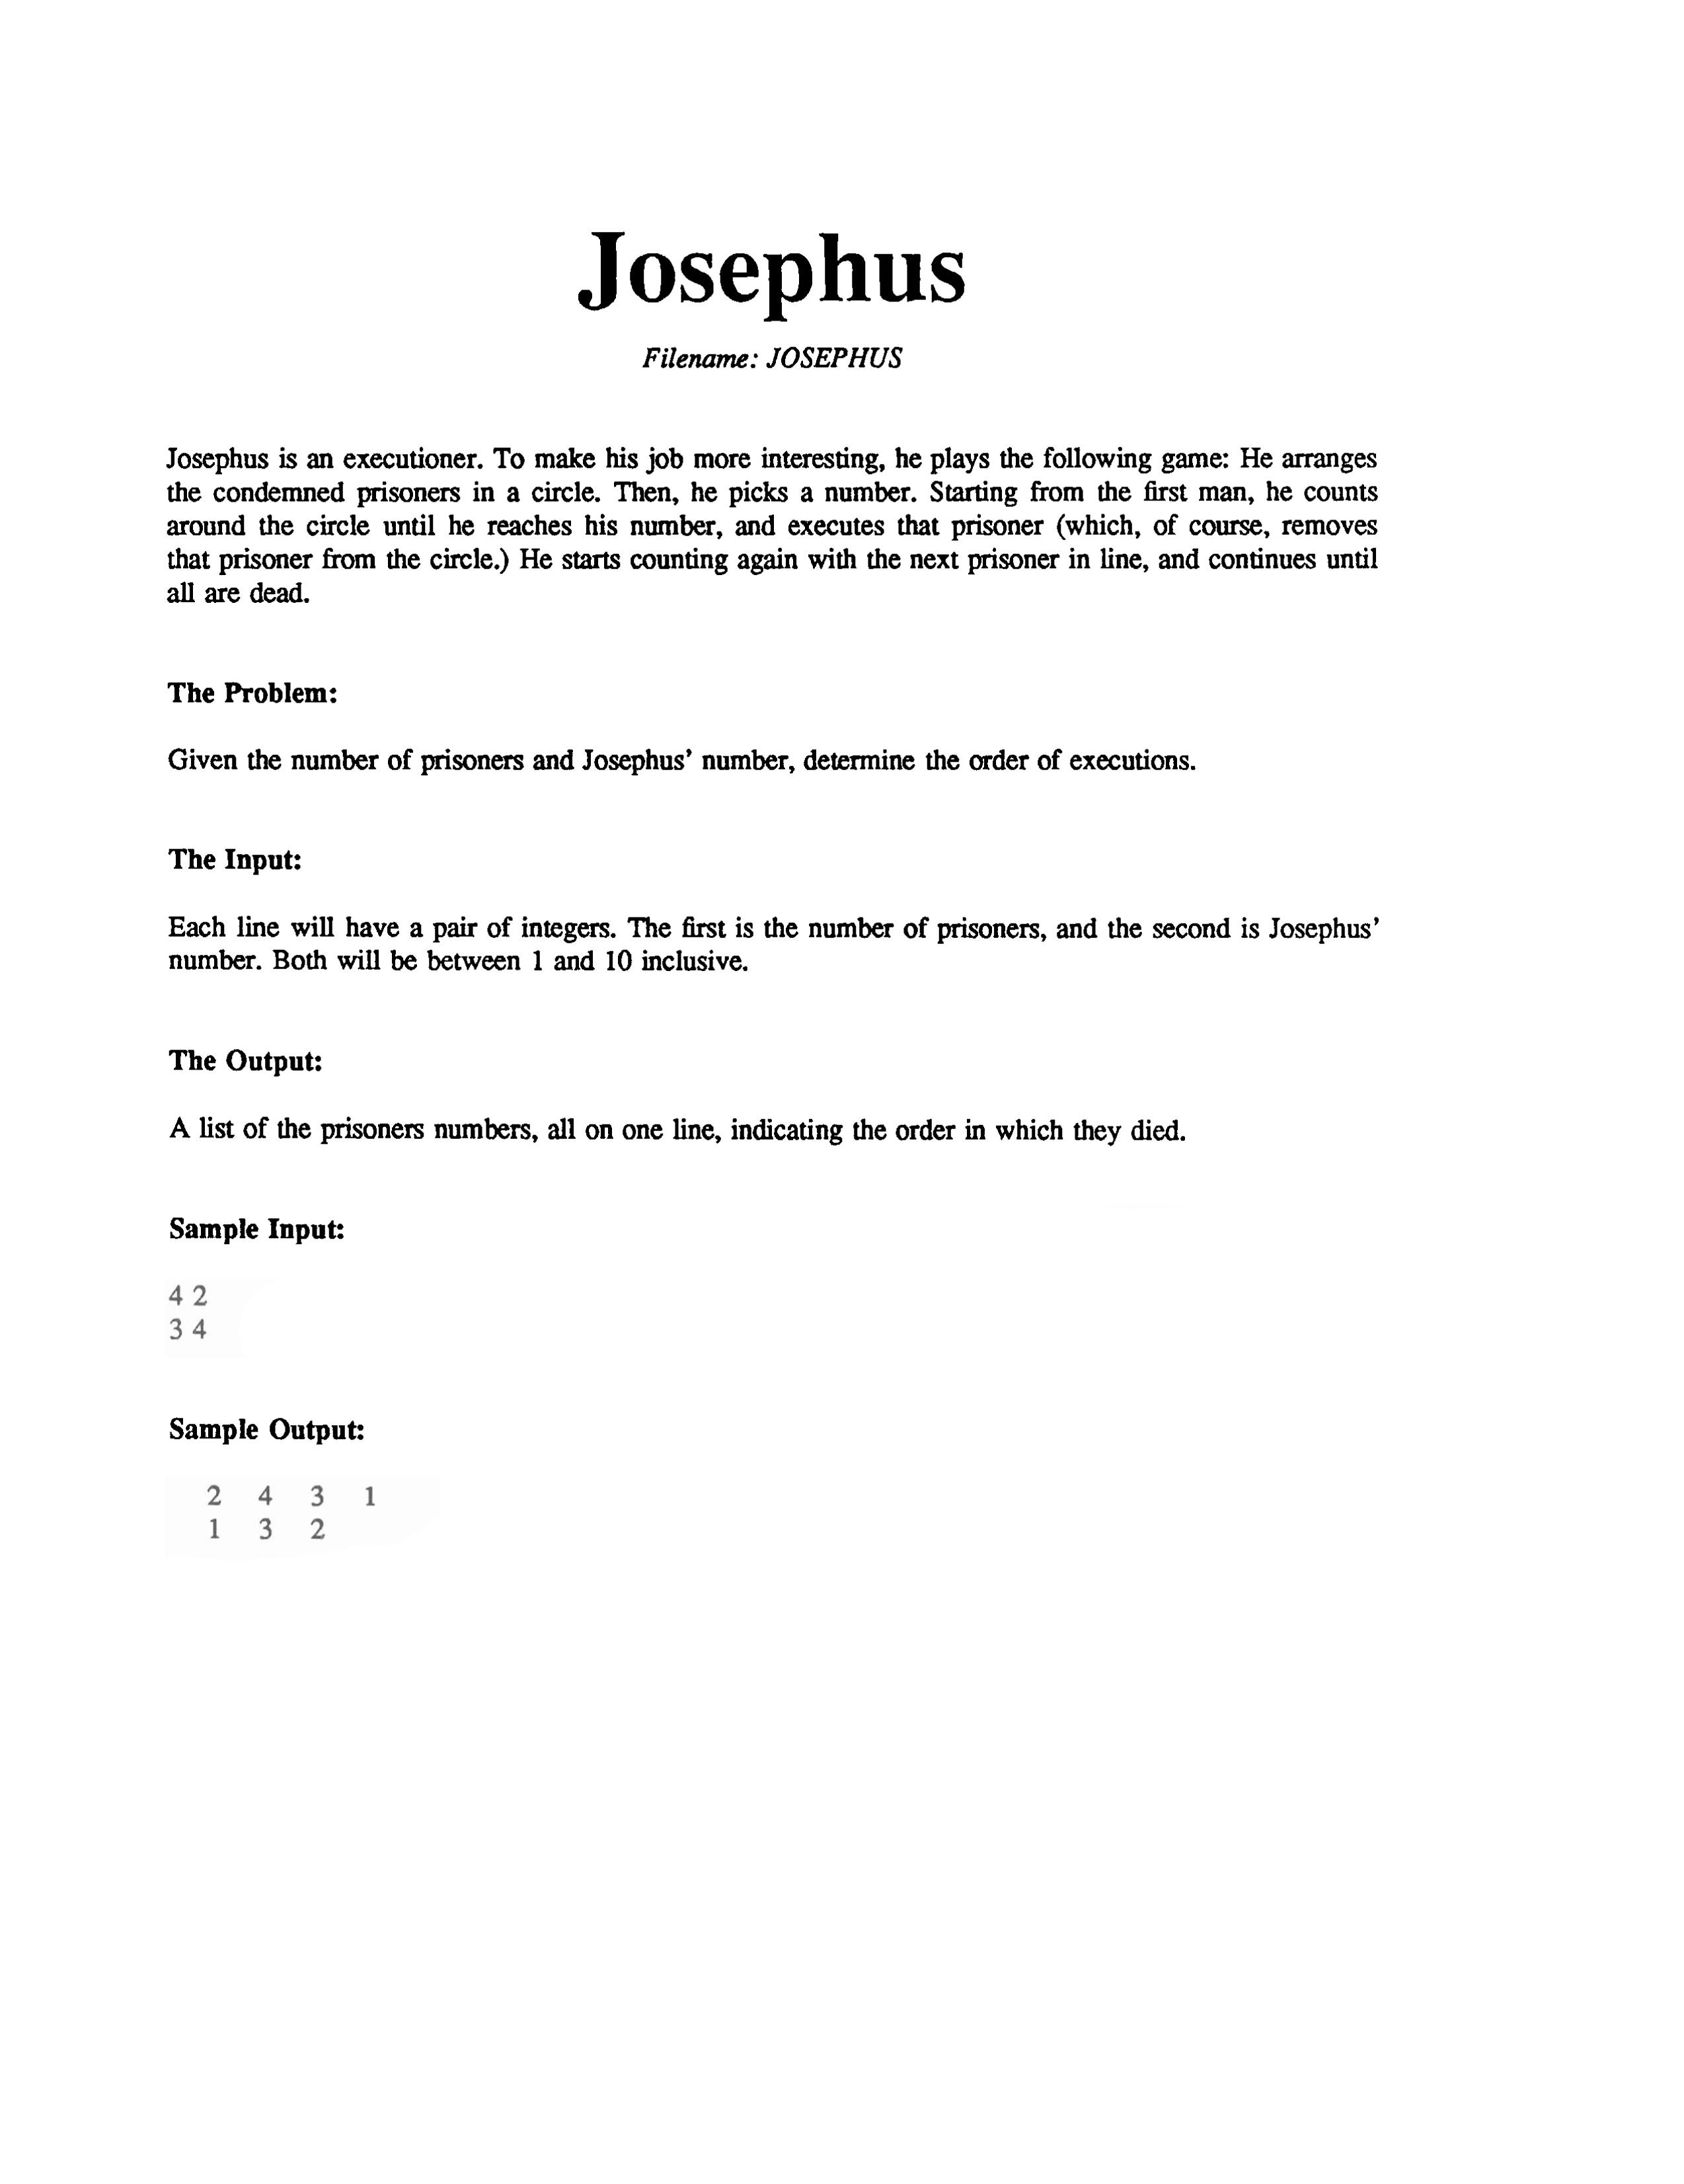 Josephus
Filename: JOSEPHUS
Josephus is an executioner. To make his job more interesting, he plays the following game: He arranges
the condemned prisoners in a circle. Then, he picks a number. Starting from the first man, he counts
around the circle until he reaches his number, and executes that prisoner (which, of course, removes
that prisoner from the circle.) He starts counting again with the next prisoner in line, and continues until
all are dead.
The Problem:
Given the number of prisoners and Josephus' number, determine the order of executions.
The Input:
Each line will have a pair of integers. The first is the number of prisoners, and the second is Josephus'
number. Both will be between 1 and 10 inclusive.
The Output:
A list of the prisoners numbers, all on one line, indicating the order in which they died.
Sample Input:
4 2
3 4
Sample Output:
2 4 3 1
1 3 2